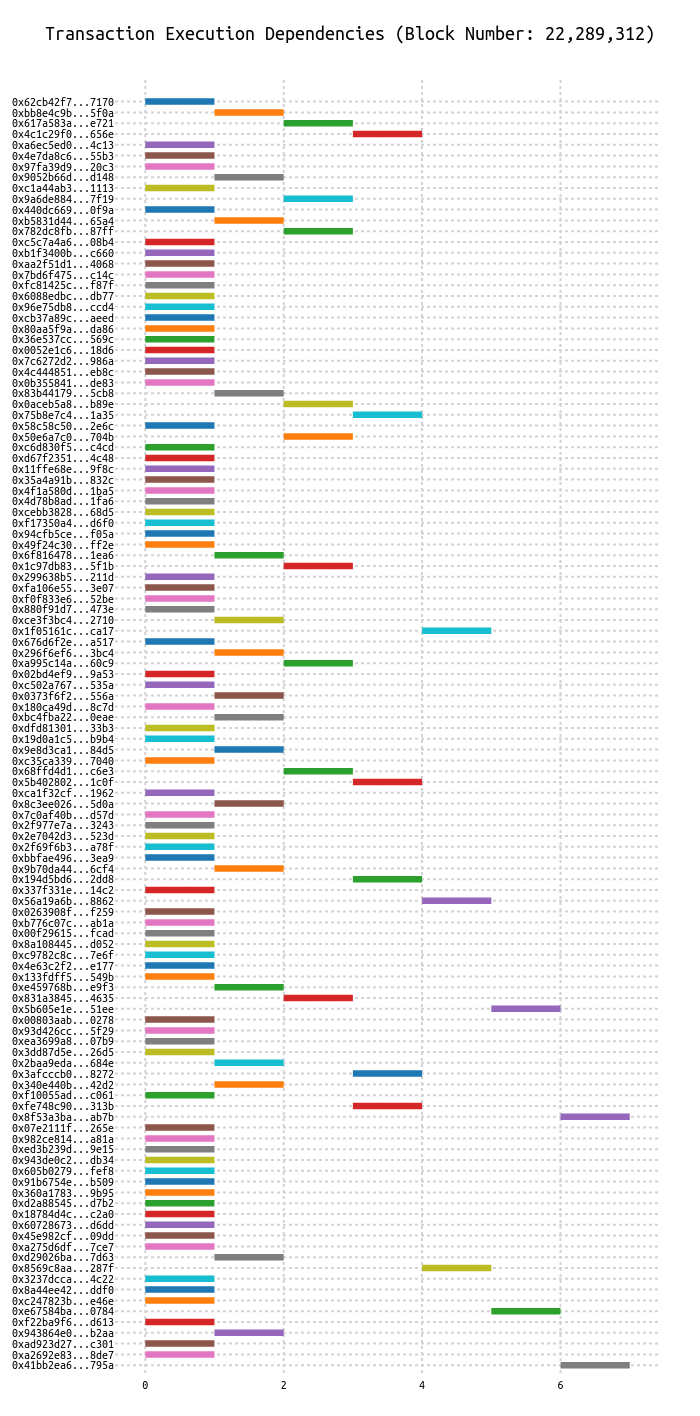 Transaction Execution Dependencies (Block Number: 22,289,312)
0x62cb42f7...7170
0xbb8e4c9b...5f0a
0x617a583a...e721
0x4c1c29f0...656e
0xa6ec5ed0...4c13
0x4e7da8c6...55b3
0x97fa39d9...20c3
0x9052b66d...d148
0xc1a44ab3...1113
0x9a6de884...7f19
0x440dc669...0f9a
0xb5831d44...65a4
0x782dc8fb...87ff
0xc5c7a4a6...08b4
0xb1f3400b...c660
0xaa2f51d1...4068
0x7bd6f475...c14c
0xfc81425c...f87f
0x6088edbc...db77
0x96e75db8...ccd4
0xcb37a89c...aeed
0x80aa5f9a...da86
0x36e537cc...569c
0x0052e1c6...18d6
0x7c6272d2...986a
0x4c444851...eb8c
0x0b355841...de83
0x83b44179...5cb8
0x0aceb5a8...b89e
0x75b8e7c4...1a35
0x58c58c50...2e6c
0x50e6a7c0...704b
0xc6d830f5...c4cd
0xd67f2351...4c48
0x11ffe68e...9f8c
0x35a4a91b...832c
0x4f1a580d...1ba5
0x4d78b8ad...1fa6
0xcebb3828...68d5
0xf17350a4...d6f0
0x94cfb5ce...f05a
0x49f24c30...ff2e
0x6f816478...1ea6
0x1c97db83...5f1b
0x299638b5...211d
0xfa106e55...3e07
0xf0f833e6...52be
0x880f91d7...473e
0xce3f3bc4...2710
0x1f05161c...ca17
0x676d6f2e...a517
0x296f6ef6...3bc4
0xa995c14a...60c9
0x02bd4ef9...9a53
0xc502a767...535a
0x0373f6f2...556a
0x180ca49d...8c7d
0xbc4fba22...0eae
0xdfd81301...33b3
0x19d0a1c5...b9b4
0x9e8d3ca1...84d5
0xc35ca339...7040
0x68ffd4d1...c6e3
0x5b402802...1c0f
0xca1f32cf...1962
0x8c3ee026...5d0a
0x7c0af40b...d57d
0x2f977e7a...3243
0x2e7042d3...523d
0x2f69f6b3...a78f
0xbbfae496...3ea9
0x9b70da44...6cf4
0x194d5bd6...2dd8
0x337f331e...14c2
0x56a19a6b...8862
0x0263908f...f259
0xb776c07c...ab1a
0x00f29615...fcad
0x8a108445...d052
0xc9782c8c...7e6f
0x4e63c2f2...e177
0x133fdff5...549b
0xe459768b...e9f3
0x831a3845...4635
0x5b605e1e...51ee
0x00803aab...0278
0x93d426cc...5f29
0xea3699a8...07b9
0x3dd87d5e...26d5
0x2baa9eda...684e
0x3afcccb0...8272
0x340e440b...42d2
0xf10055ad...c061
0xfe748c90...313b
0x8f53a3ba...ab7b
0x07e2111f...265e
0x982ce814...a81a
0xed3b239d...9e15
0x943de0c2...db34
0x605b0279...fef8
0x91b6754e...b509
0x360a1783...9b95
0xd2a88545...d7b2
0x18784d4c...c2a0
0x60728673...d6dd
0x45e982cf...09dd
0xa275d6df...7ce7
0xd29026ba...7d63
0x8569c8aa...287f
0x3237dcca...4c22
0x8a44ee42...ddf0
0xc247823b...e46e
0xe67584ba...0784
0xf22ba9f6...d613
0x943864e0...b2aa
0xad923d27...c301
0xa2692e83...8de7
0x41bb2ea6...795a
0 2 4 6